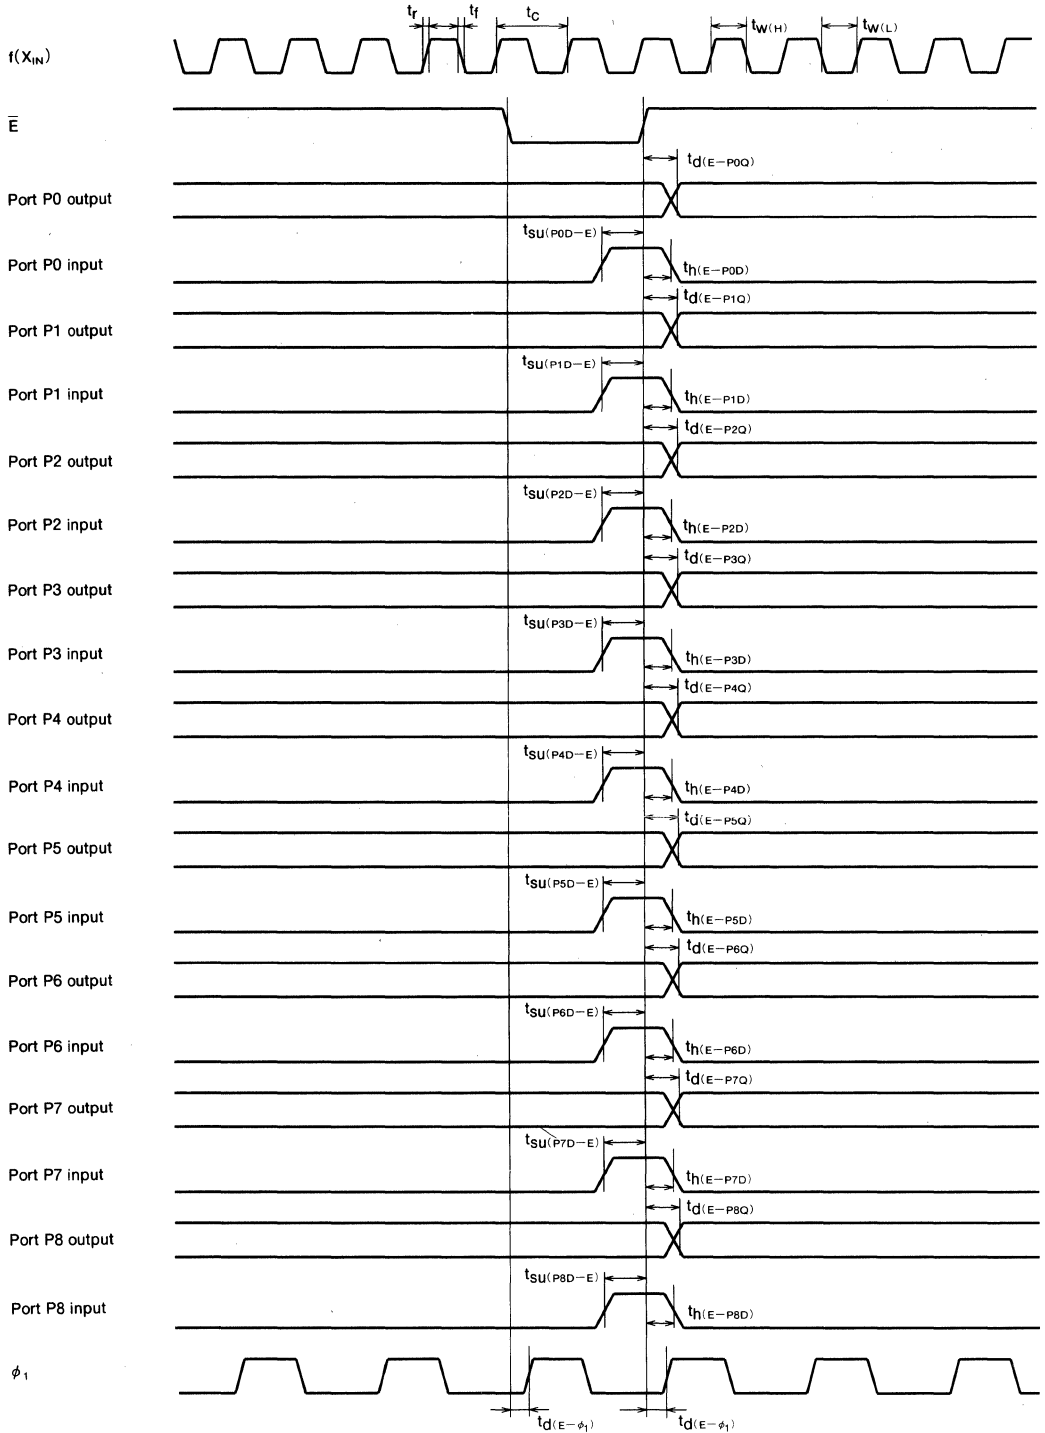 tr tf tc tW(H) tW(L)
f(XIN)
E̅
td(E−P0Q)
Port P0 output
tsu(P0D−E)
Port P0 input
th(E−P0D)
td(E−P1Q)
Port P1 output
tsu(P1D−E)
Port P1 input
th(E−P1D)
td(E−P2Q)
Port P2 output
tsu(P2D−E)
Port P2 input
th(E−P2D)
td(E−P3Q)
Port P3 output
tsu(P3D−E)
Port P3 input
th(E−P3D)
td(E−P4Q)
Port P4 output
tsu(P4D−E)
Port P4 input
th(E−P4D)
td(E−P5Q)
Port P5 output
tsu(P5D−E)
Port P5 input
th(E−P5D)
td(E−P6Q)
Port P6 output
tsu(P6D−E)
Port P6 input
th(E−P6D)
td(E−P7Q)
Port P7 output
tsu(P7D−E)
Port P7 input
th(E−P7D)
td(E−P8Q)
Port P8 output
tsu(P8D−E)
Port P8 input
th(E−P8D)
ϕ1
td(E−ϕ1) td(E−ϕ1)